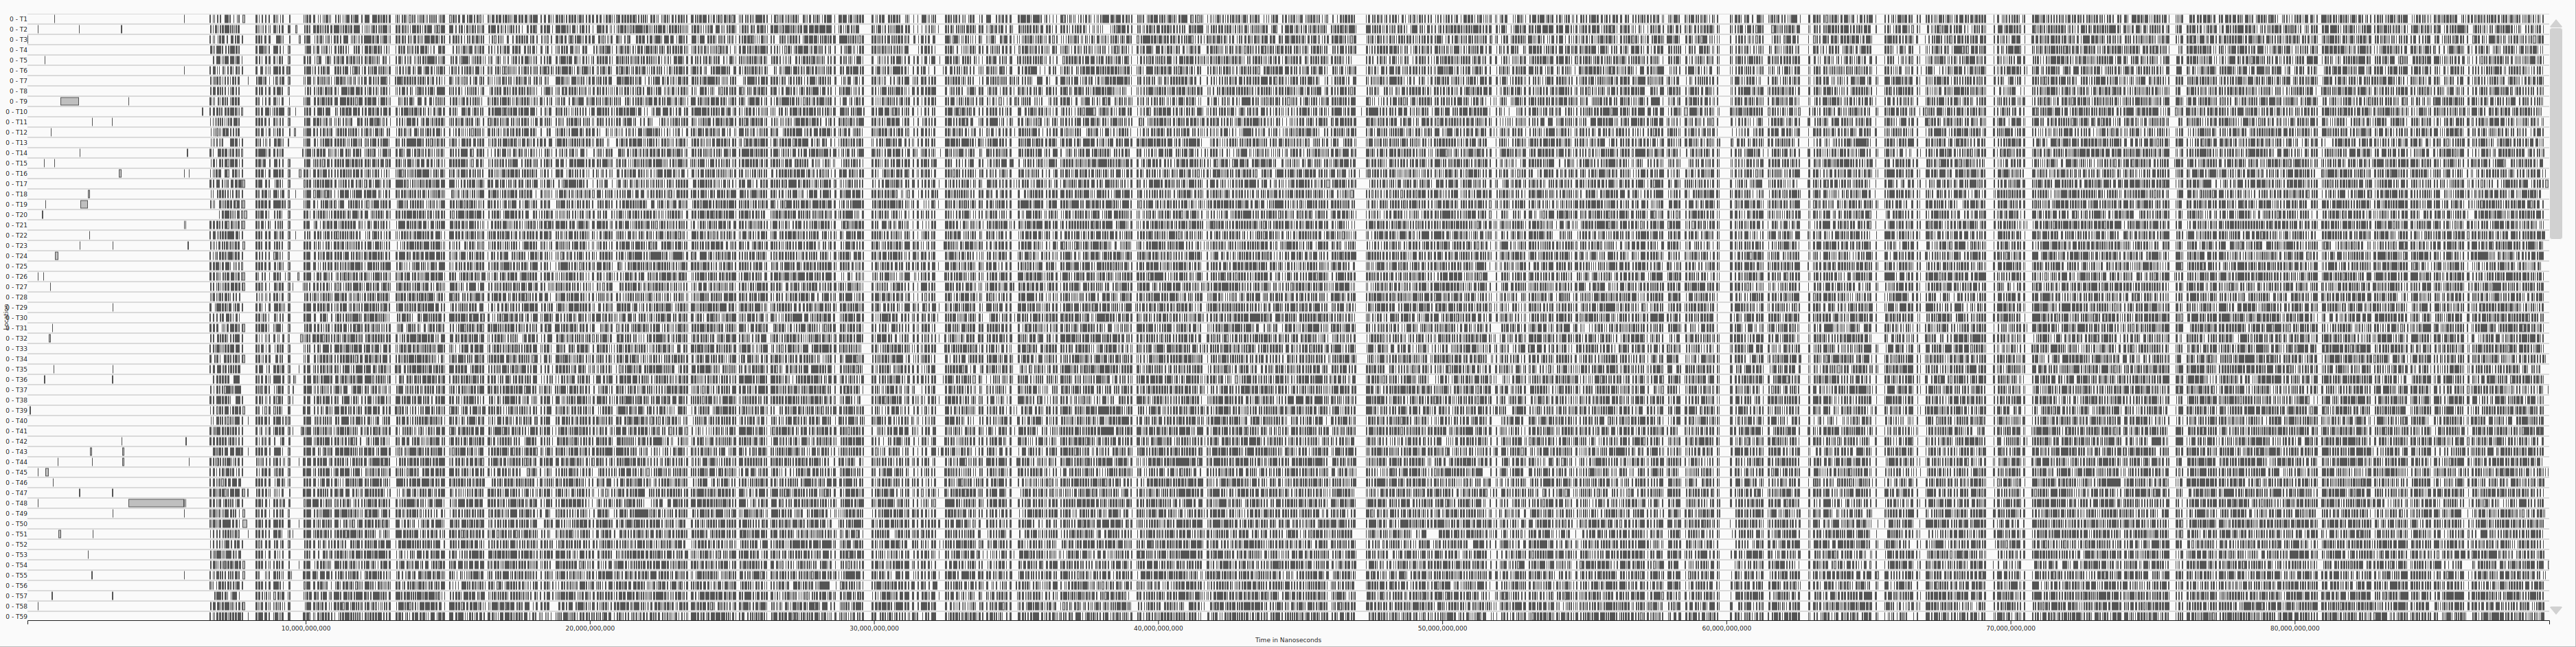 0 - T1
0 - T2
0 - T3
0 - T4
0 - T5
0 - T6
0 - T7
0 - T8
0 - T9
0 - T10
0 - T11
0 - T12
0 - T13
0 - T14
0 - T15
0 - T16
0 - T17
0 - T18
0 - T19
0 - T20
0 - T21
0 - T22
0 - T23
0 - T24
0 - T25
0 - T26
0 - T27
0 - T28
0 - T29
0 - T30
0 - T31
0 - T32
0 - T33
0 - T34
0 - T35
0 - T36
0 - T37
0 - T38
0 - T39
0 - T40
0 - T41
0 - T42
0 - T43
0 - T44
0 - T45
0 - T46
0 - T47
0 - T48
0 - T49
0 - T50
0 - T51
0 - T52
0 - T53
0 - T54
0 - T55
0 - T56
0 - T57
0 - T58
0 - T59
10,000,000,000 20,000,000,000 30,000,000,000 40,000,000,000 50,000,000,000 60,000,000,000 70,000,000,000 80,000,000,000
Time in Nanoseconds